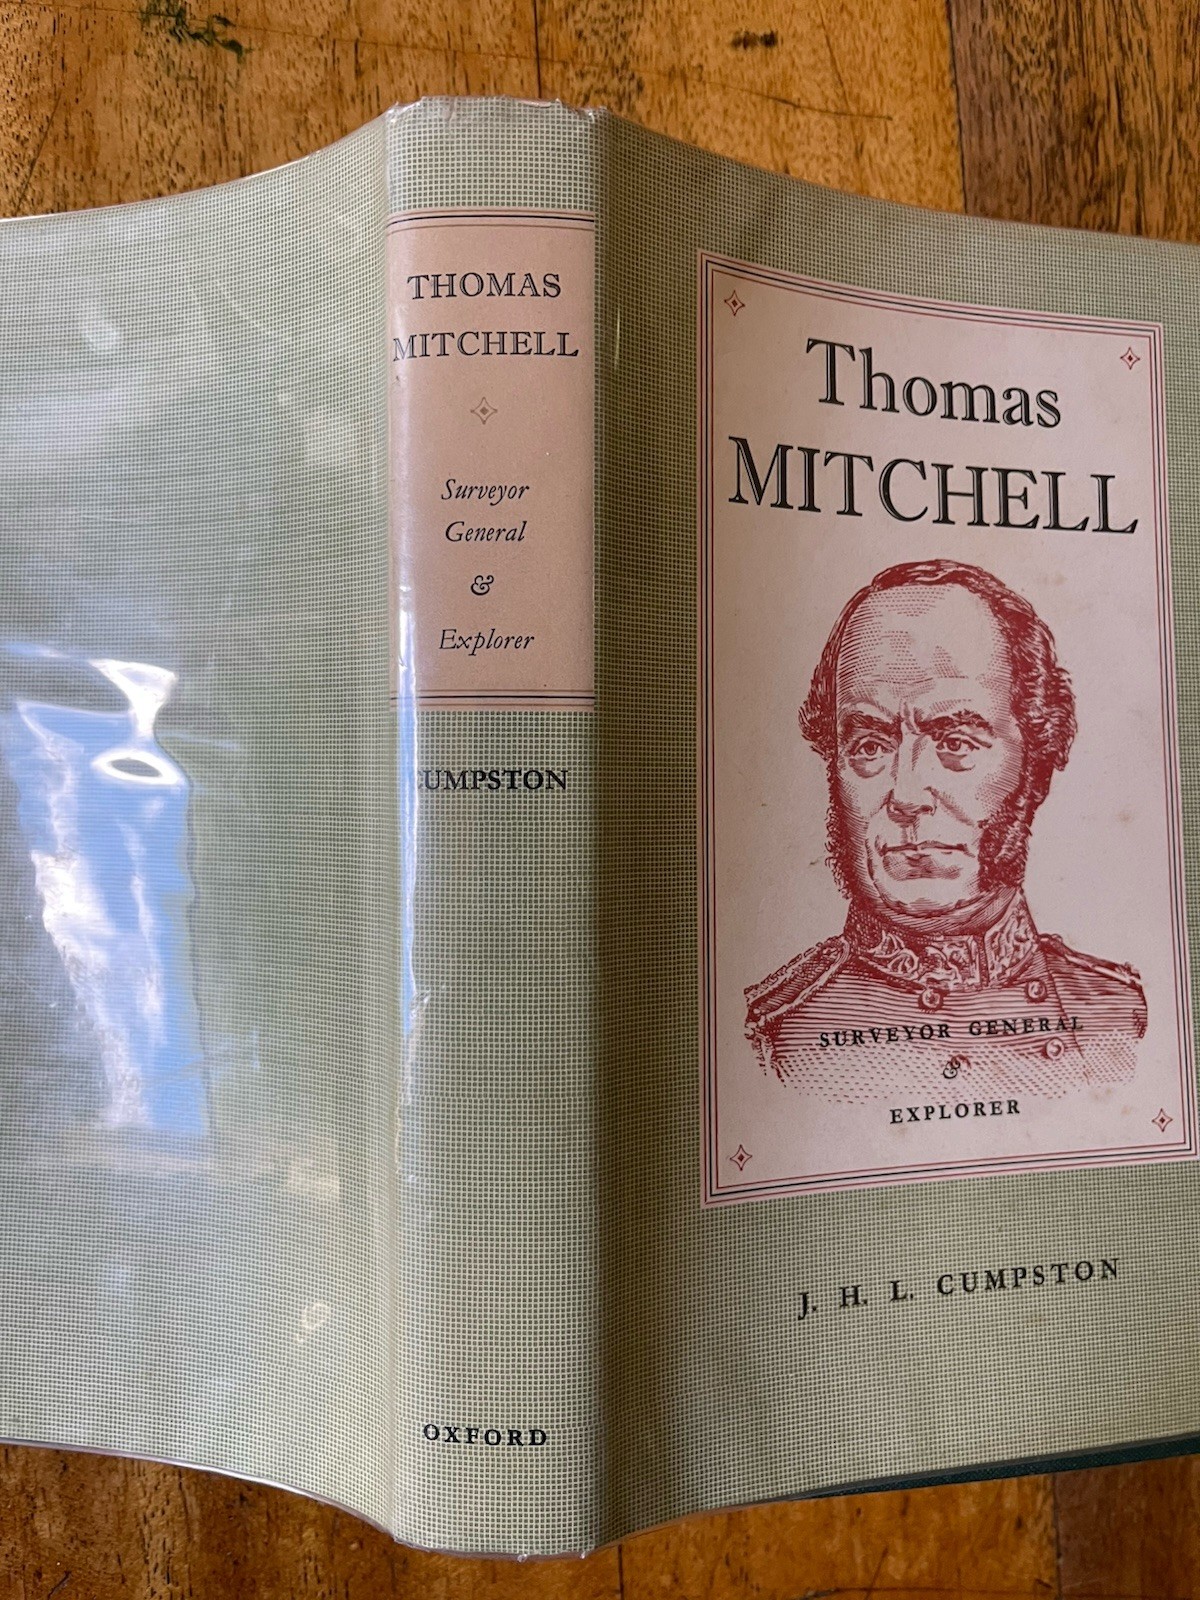 THOMAS
MITCHELL
Surveyor
General
&
Explorer
CUMPSTON
OXFORD
Thomas
MITCHELL
SURVEYOR GENERAL
&
EXPLORER
J. H. L. CUMPSTON